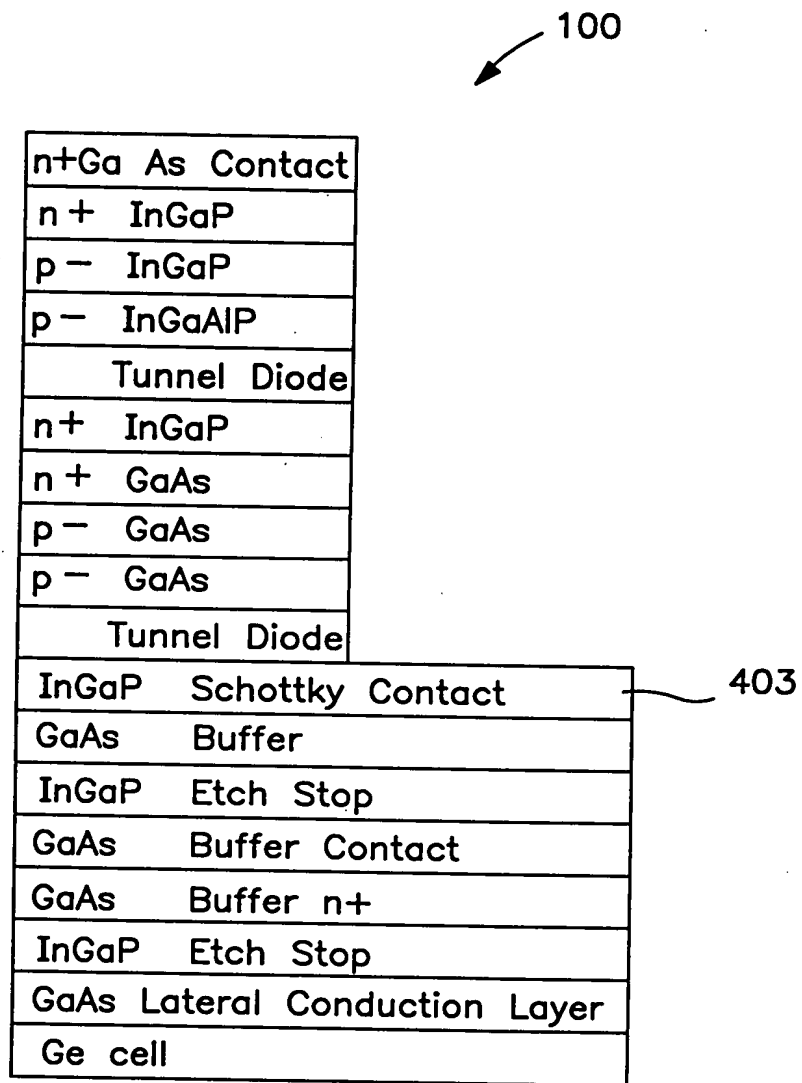 100
n+Ga As Contact
n+ InGaP
p- InGaP
p- InGaAlP
Tunnel Diode
n+ InGaP
n+ GaAs
p- GaAs
p- GaAs
Tunnel Diode
InGaP Schottky Contact
403
GaAs Buffer
InGaP Etch Stop
GaAs Buffer Contact
GaAs Buffer n+
InGaP Etch Stop
GaAs Lateral Conduction Layer
Ge cell